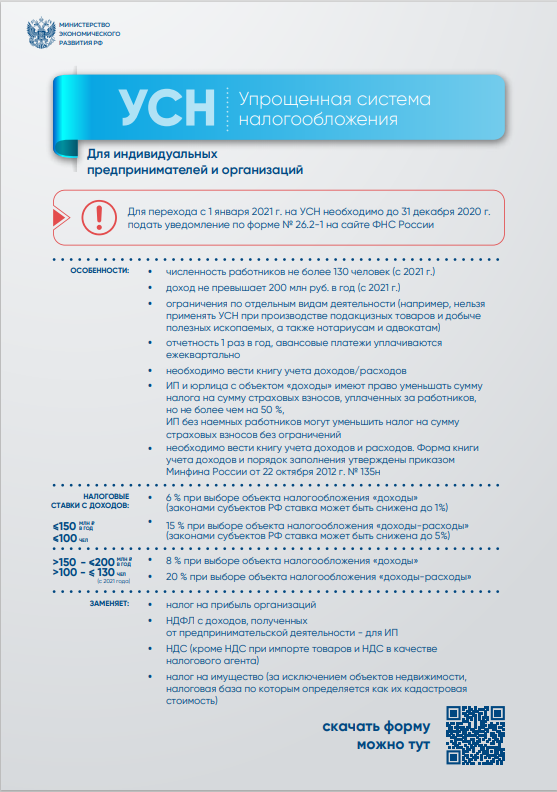 МИНИСТЕРСТВО
ЭКОНОМИЧЕСКОГО
РАЗВИТИЯ РФ
УСН
Упрощенная система
налогообложения
Для индивидуальных
предпринимателей и организаций
Для перехода с 1 января 2021 г. на УСН необходимо до 31 декабря 2020 г.
подать уведомление по форме № 26.2-1 на сайте ФНС России
ОСОБЕННОСТИ:
• численность работников не более 130 человек (с 2021 г.)
• доход не превышает 200 млн руб. в год (с 2021 г.)
• ограничения по отдельным видам деятельности (например, нельзя
применять УСН при производстве подакцизных товаров и добыче
полезных ископаемых, а также нотариусам и адвокатам)
• отчетность 1 раз в год, авансовые платежи уплачиваются
ежеквартально
• необходимо вести книгу учета доходов/расходов
• ИП и юрлица с объектом «доходы» имеют право уменьшать сумму
налога на сумму страховых взносов, уплаченных за работников,
но не более чем на 50 %,
ИП без наемных работников могут уменьшить налог на сумму
страховых взносов без ограничений
• необходимо вести книгу учета доходов и расходов. Форма книги
учета доходов и порядок заполнения утверждены приказом
Минфина России от 22 октября 2012 г. № 135н
НАЛОГОВЫЕ
СТАВКИ С ДОХОДОВ:
⩽150 МЛН ₽ В ГОД
⩽100 ЧЕЛ
• 6 % при выборе объекта налогообложения «доходы»
(законами субъектов РФ ставка может быть снижена до 1%)
• 15 % при выборе объекта налогообложения «доходы-расходы»
(законами субъектов РФ ставка может быть снижена до 5%)
>150 - ⩽200 МЛН ₽ В ГОД
>100 - ⩽ 130 ЧЕЛ
(с 2021 года)
• 8 % при выборе объекта налогообложения «доходы»
• 20 % при выборе объекта налогообложения «доходы-расходы»
ЗАМЕНЯЕТ:
• налог на прибыль организаций
• НДФЛ с доходов, полученных
от предпринимательской деятельности - для ИП
• НДС (кроме НДС при импорте товаров и НДС в качестве
налогового агента)
• налог на имущество (за исключением объектов недвижимости,
налоговая база по которым определяется как их кадастровая
стоимость)
скачать форму
можно тут